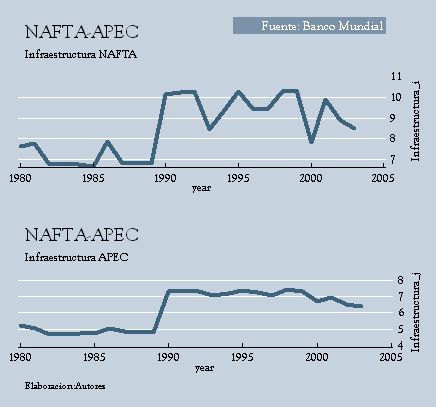 NAFTA-APEC
Fuente: Banco Mundial
Infraestructura NAFTA
11
10
9
8
7
Infraestructura_i
1980 1985 1990 1995 2000 2005
year
NAFTA-APEC
Infraestructura APEC
8
7
6
5
4
Infraestructura_j
1980 1985 1990 1995 2000 2005
year
Elaboracion:Autores